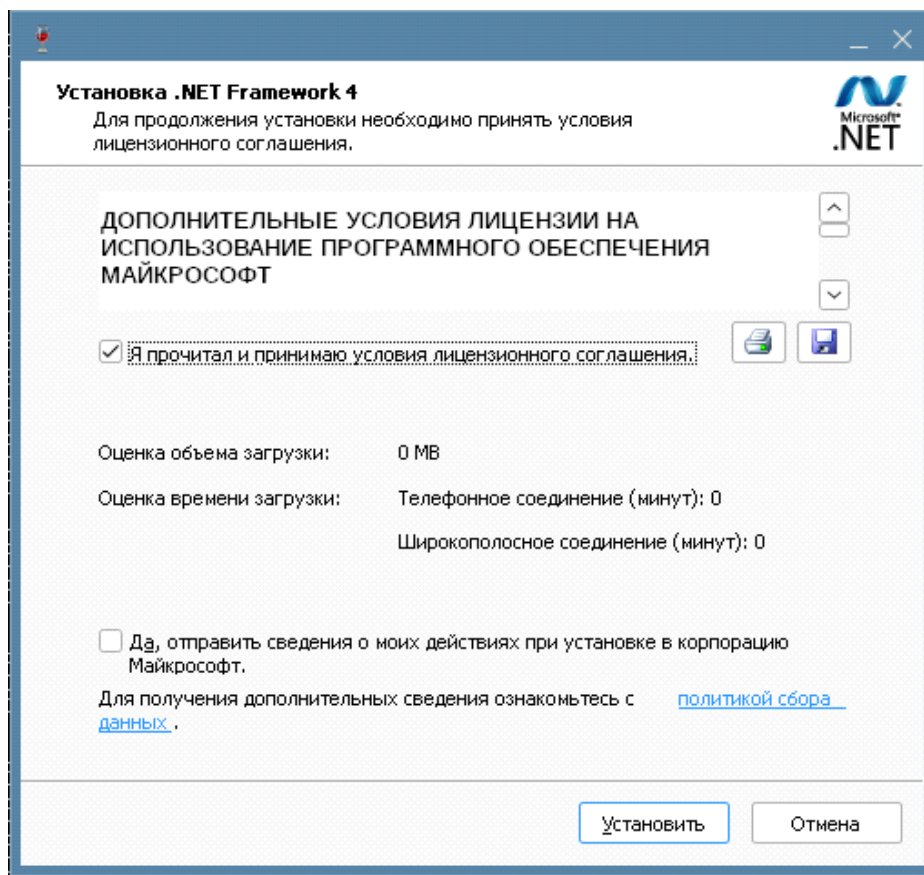 Установка .NET Framework 4
Для продолжения установки необходимо принять условия
лицензионного соглашения.
Microsoft®
.NET
ДОПОЛНИТЕЛЬНЫЕ УСЛОВИЯ ЛИЦЕНЗИИ НА
ИСПОЛЬЗОВАНИЕ ПРОГРАММНОГО ОБЕСПЕЧЕНИЯ
МАЙКРОСОФТ
Я прочитал и принимаю условия лицензионного соглашения.
Оценка объема загрузки: 0 MB
Оценка времени загрузки: Телефонное соединение (минут): 0
Широкополосное соединение (минут): 0
Да, отправить сведения о моих действиях при установке в корпорацию
Майкрософт.
Для получения дополнительных сведения ознакомьтесь с политикой сбора
данных .
Установить Отмена